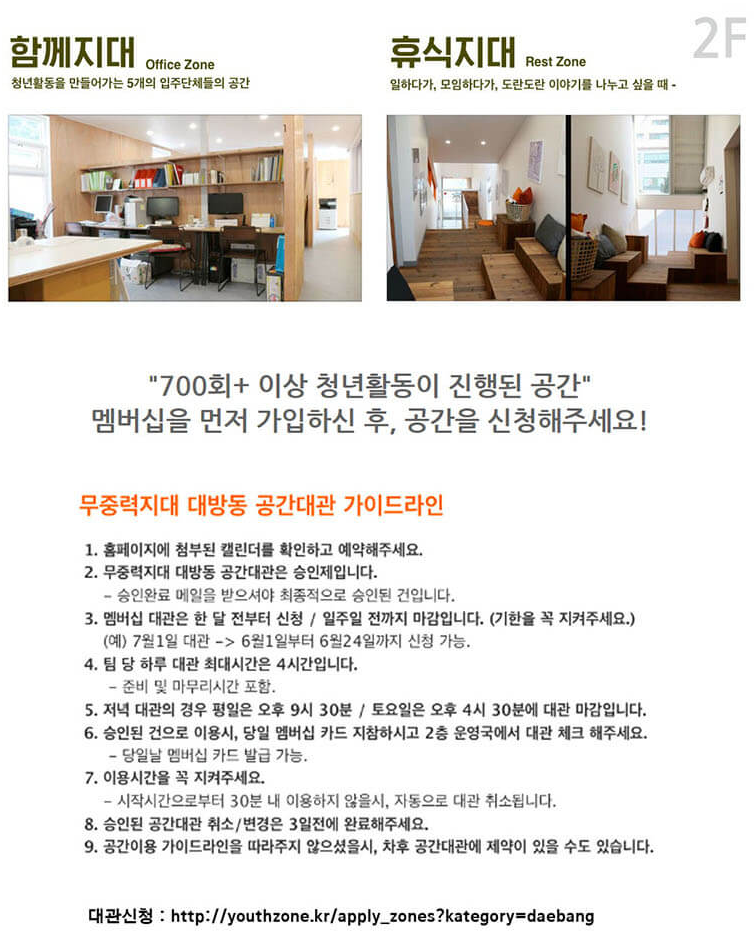 2F
함께지대 Office Zone
청년활동을 만들어가는 5개의 입주단체들의 공간
휴식지대 Rest Zone
일하다가, 모임하다가, 도란도란 이야기를 나누고 싶을 때 -
"700회+ 이상 청년활동이 진행된 공간"
멤버십을 먼저 가입하신 후, 공간을 신청해주세요!
무중력지대 대방동 공간대관 가이드라인
1. 홈페이지에 첨부된 캘린더를 확인하고 예약해주세요.
2. 무중력지대 대방동 공간대관은 승인제입니다.
- 승인완료 메일을 받으셔야 최종적으로 승인된 건입니다.
3. 멤버십 대관은 한 달 전부터 신청 / 일주일 전까지 마감입니다. (기한을 꼭 지켜주세요.)
(예) 7월1일 대관 -> 6월1일부터 6월24일까지 신청 가능.
4. 팀 당 하루 대관 최대시간은 4시간입니다.
- 준비 및 마무리시간 포함.
5. 저녁 대관의 경우 평일은 오후 9시 30분 / 토요일은 오후 4시 30분에 대관 마감입니다.
6. 승인된 건으로 이용시, 당일 멤버십 카드 지참하시고 2층 운영국에서 대관 체크 해주세요.
- 당일날 멤버십 카드 발급 가능.
7. 이용시간을 꼭 지켜주세요.
- 시작시간으로부터 30분 내 이용하지 않을시, 자동으로 대관 취소됩니다.
8. 승인된 공간대관 취소/변경은 3일전에 완료해주세요.
9. 공간이용 가이드라인을 따라주지 않으셨을시, 차후 공간대관에 제약이 있을 수도 있습니다.
대관신청 : http://youthzone.kr/apply_zones?kategory=daebang